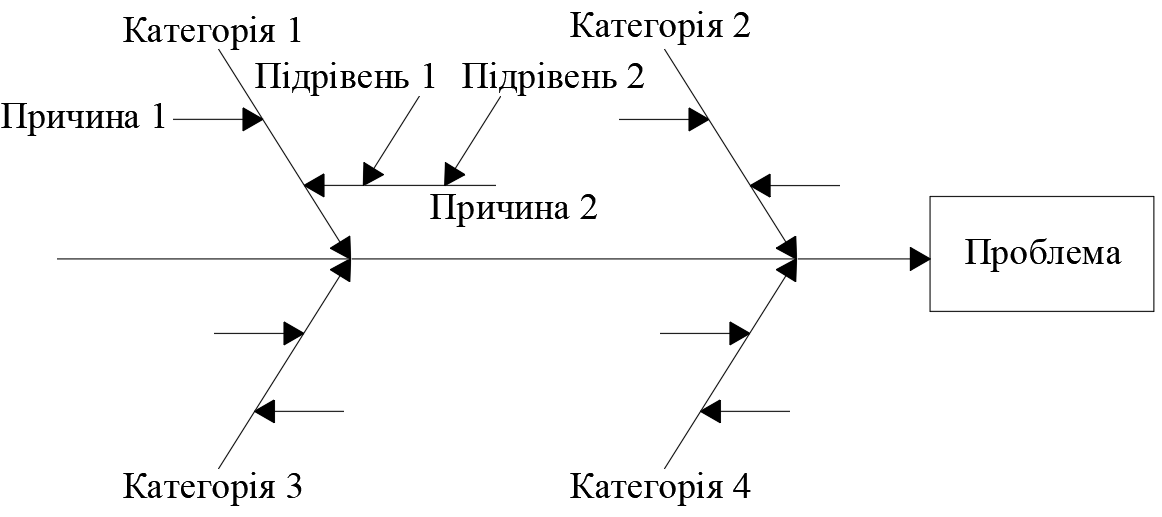 Категорія 1
Категорія 2
Підрівень 1
Підрівень 2
Причина 1
Причина 2
Проблема
Категорія 3
Категорія 4